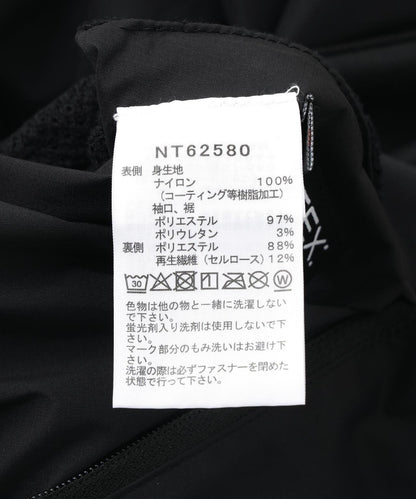 NT62580
表側 身生地
ナイロン 100%
(コーティング等樹脂加工)
袖口、裾
ポリエステル 97%
ポリウレタン 3%
裏側 ポリエステル 88%
再生繊維(セルロース)12%
30 W
色物は他の物と一緒に洗濯しない
で下さい。
蛍光剤入り洗剤は使用しないで下
さい。
マーク部分のもみ洗いはお避け下
さい。
洗濯の際は必ずファスナーを閉めた
状態で行って下さい。